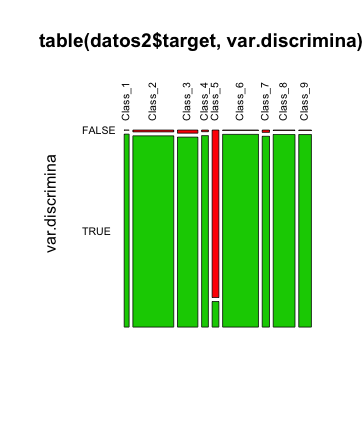 table(datos2$target, var.discrimina)
Class_1
Class_2
Class_3
Class_4
Class_5
Class_6
Class_7
Class_8
Class_9
FALSE
TRUE
var.discrimina